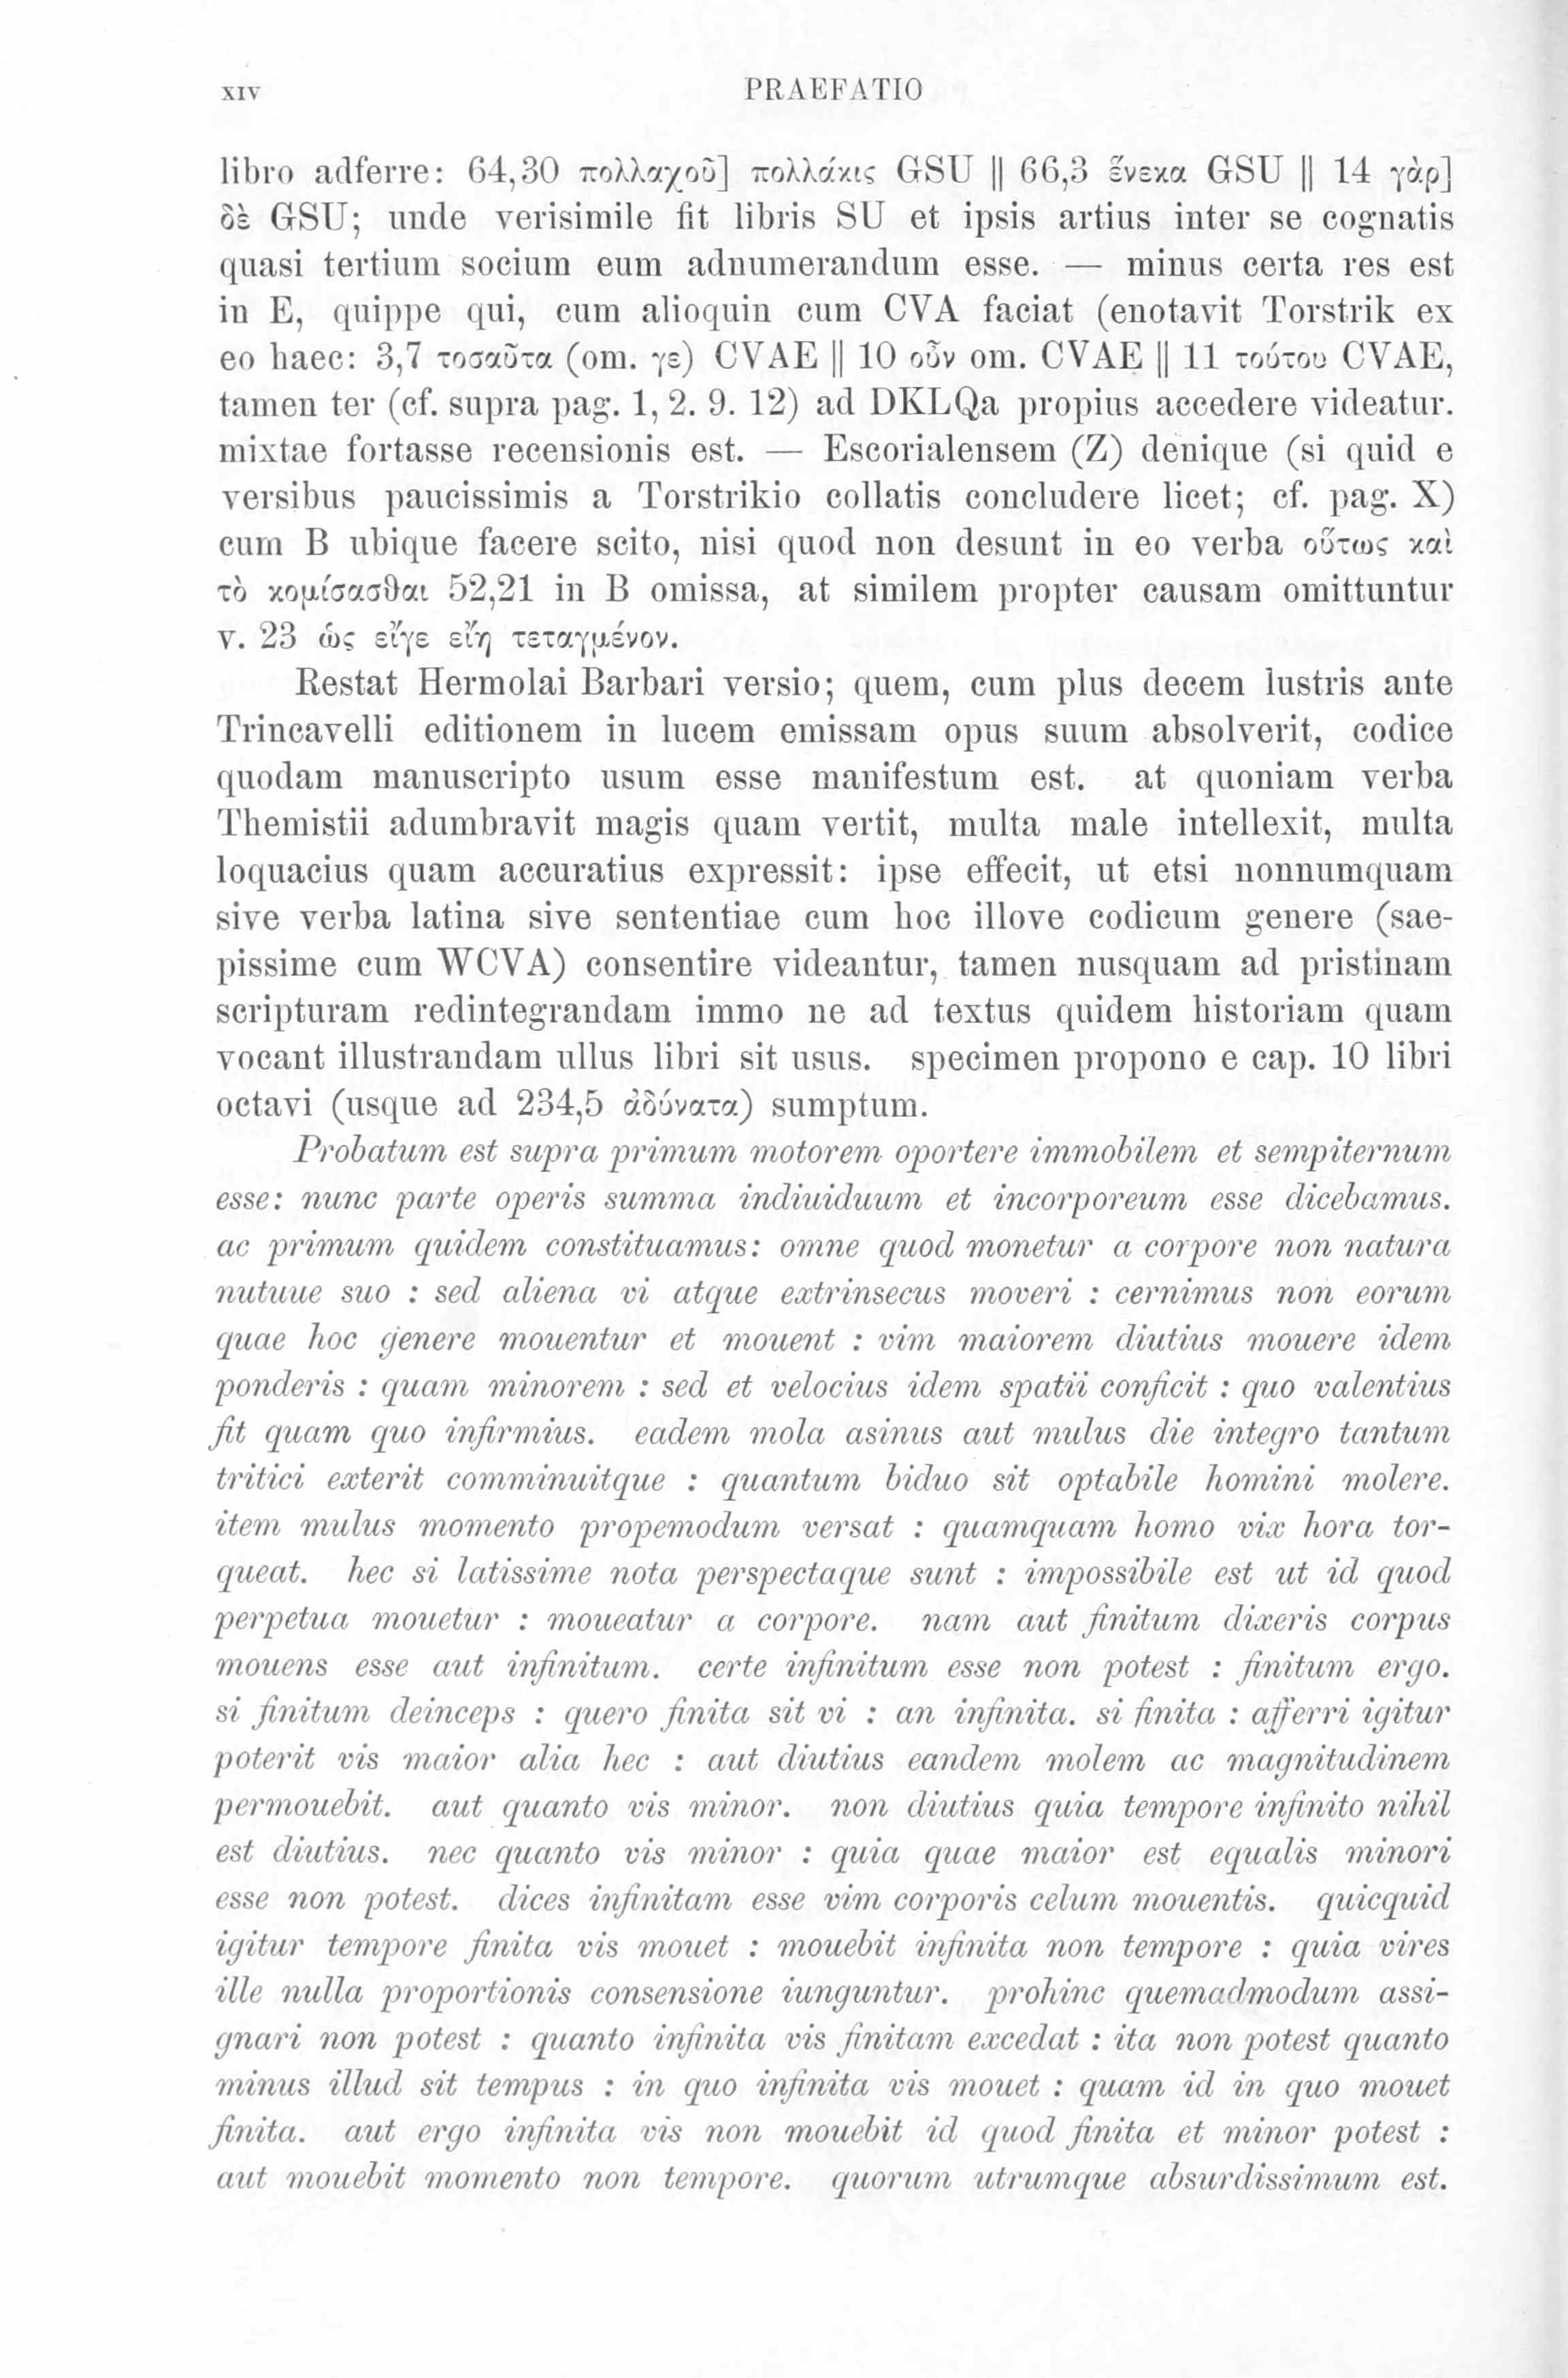 XIV PRAEFATIO
libro adferre: 64,30 πολλαχοῦ] πολλάκις GSU || 66,3 ἕνεκα GSU || 14 γὰρ]
δὲ GSU; unde verisimile fit libris SU et ipsis artius inter se cognatis
quasi tertium socium eum adnumerandum esse. — minus certa res est
in E, quippe qui, cum alioquin cum CVA faciat (enotavit Torstrik ex
eo haec: 3,7 τοσαῦτα (om. γε) CVAE || 10 οὖν om. CVAE || 11 τούτου CVAE,
tamen ter (cf. supra pag. 1, 2. 9. 12) ad DKLQa propius accedere videatur.
mixtae fortasse recensionis est. — Escorialensem (Z) denique (si quid e
versibus paucissimis a Torstrikio collatis concludere licet; cf. pag. X)
cum B ubique facere scito, nisi quod non desunt in eo verba οὕτως καὶ
τὸ κομίσασθαι 52,21 in B omissa, at similem propter causam omittuntur
v. 23 ὡς εἴγε εἴη τεταγμένον.
Restat Hermolai Barbari versio; quem, cum plus decem lustris ante
Trincavelli editionem in lucem emissam opus suum absolverit, codice
quodam manuscripto usum esse manifestum est. at quoniam verba
Themistii adumbravit magis quam vertit, multa male intellexit, multa
loquacius quam accuratius expressit: ipse effecit, ut etsi nonnumquam
sive verba latina sive sententiae cum hoc illove codicum genere (sae-
pissime cum WCVA) consentire videantur, tamen nusquam ad pristinam
scripturam redintegrandam immo ne ad textus quidem historiam quam
vocant illustrandam ullus libri sit usus. specimen propono e cap. 10 libri
octavi (usque ad 234,5 ἀδύνατα) sumptum.
Probatum est supra primum motorem oportere immobilem et sempiternum
esse: nunc parte operis summa indiuiduum et incorporeum esse dicebamus.
ac primum quidem constituamus: omne quod monetur a corpore non natura
nutuue suo : sed aliena vi atque extrinsecus moveri : cernimus non eorum
quae hoc genere mouentur et mouent : vim maiorem diutius mouere idem
ponderis : quam minorem : sed et velocius idem spatii conficit : quo valentius
fit quam quo infirmius. eadem mola asinus aut mulus die integro tantum
tritici exterit comminuitque : quantum biduo sit optabile homini molere.
item mulus momento propemodum versat : quamquam homo vix hora tor-
queat. hec si latissime nota perspectaque sunt : impossibile est ut id quod
perpetua mouetur : moueatur a corpore. nam aut finitum dixeris corpus
mouens esse aut infinitum. certe infinitum esse non potest : finitum ergo.
si finitum deinceps : quero finita sit vi : an infinita. si finita : afferri igitur
poterit vis maior alia hec : aut diutius eandem molem ac magnitudinem
permouebit. aut quanto vis minor. non diutius quia tempore infinito nihil
est diutius. nec quanto vis minor : quia quae maior est equalis minori
esse non potest. dices infinitam esse vim corporis celum mouentis. quicquid
igitur tempore finita vis mouet : mouebit infinita non tempore : quia vires
ille nulla proportionis consensione iunguntur. prohinc quemadmodum assi-
gnari non potest : quanto infinita vis finitam excedat : ita non potest quanto
minus illud sit tempus : in quo infinita vis mouet : quam id in quo mouet
finita. aut ergo infinita vis non mouebit id quod finita et minor potest :
aut mouebit momento non tempore. quorum utrumque absurdissimum est.